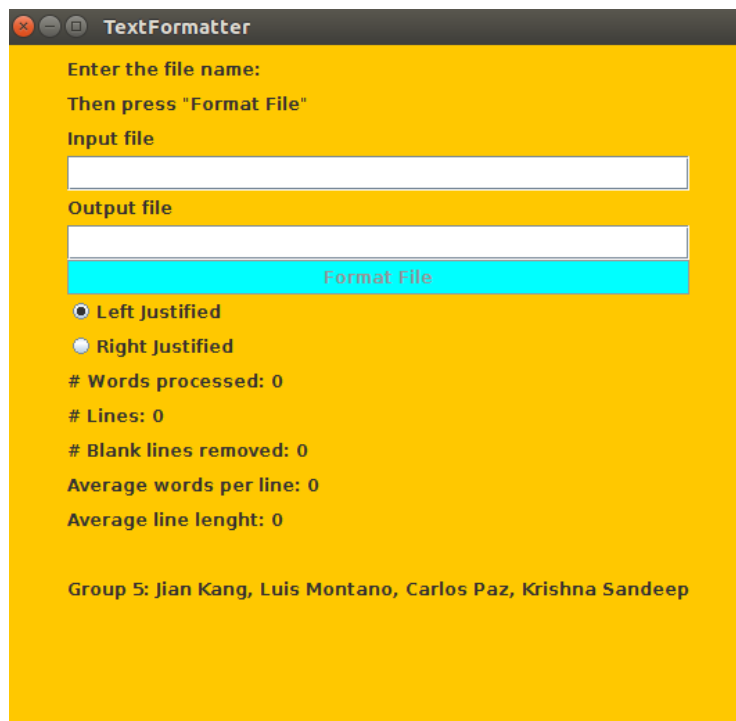 TextFormatter
Enter the file name:
Then press "Format File"
Input file
Output file
Format File
Left Justified
Right Justified
# Words processed: 0
# Lines: 0
# Blank lines removed: 0
Average words per line: 0
Average line lenght: 0
Group 5: Jian Kang, Luis Montano, Carlos Paz, Krishna Sandeep